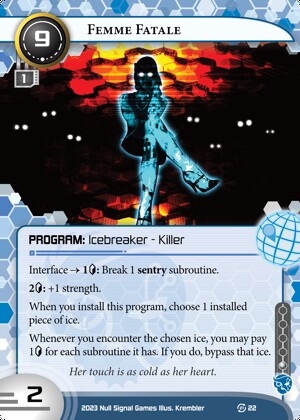 9
FEMME FATALE
1
PROGRAM: Icebreaker - Killer
Interface → 1: Break 1 sentry subroutine.
2: +1 strength.
When you install this program, choose 1 installed
piece of ice.
Whenever you encounter the chosen ice, you may pay
1 for each subroutine it has. If you do, bypass that ice.
Her touch is as cold as her heart.
2
2023 Null Signal Games Illus. Krembler
22